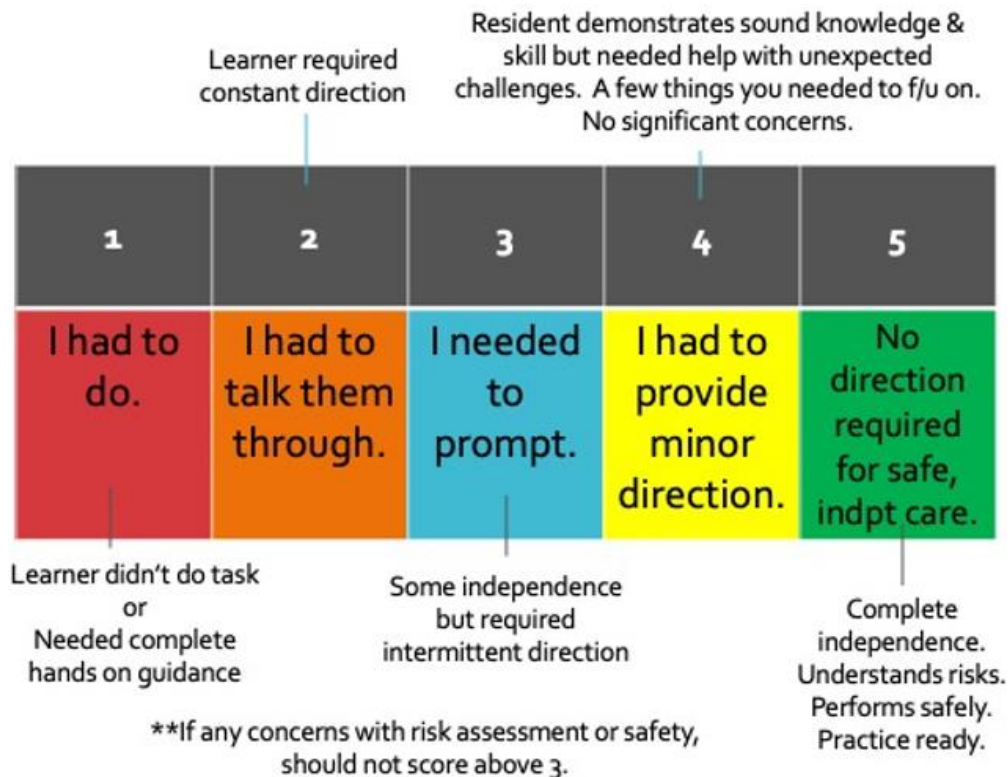 Learner required
constant direction
Resident demonstrates sound knowledge &
skill but needed help with unexpected
challenges. A few things you needed to f/u on.
No significant concerns.
1
2
3
4
5
I had to
do.
I had to
talk them
through.
I needed
to
prompt.
I had to
provide
minor
direction.
No
direction
required
for safe,
indpt care.
Learner didn't do task
or
Needed complete
hands on guidance
Some independence
but required
intermittent direction
Complete
independence.
Understands risks.
Performs safely.
Practice ready.
**If any concerns with risk assessment or safety,
should not score above 3.